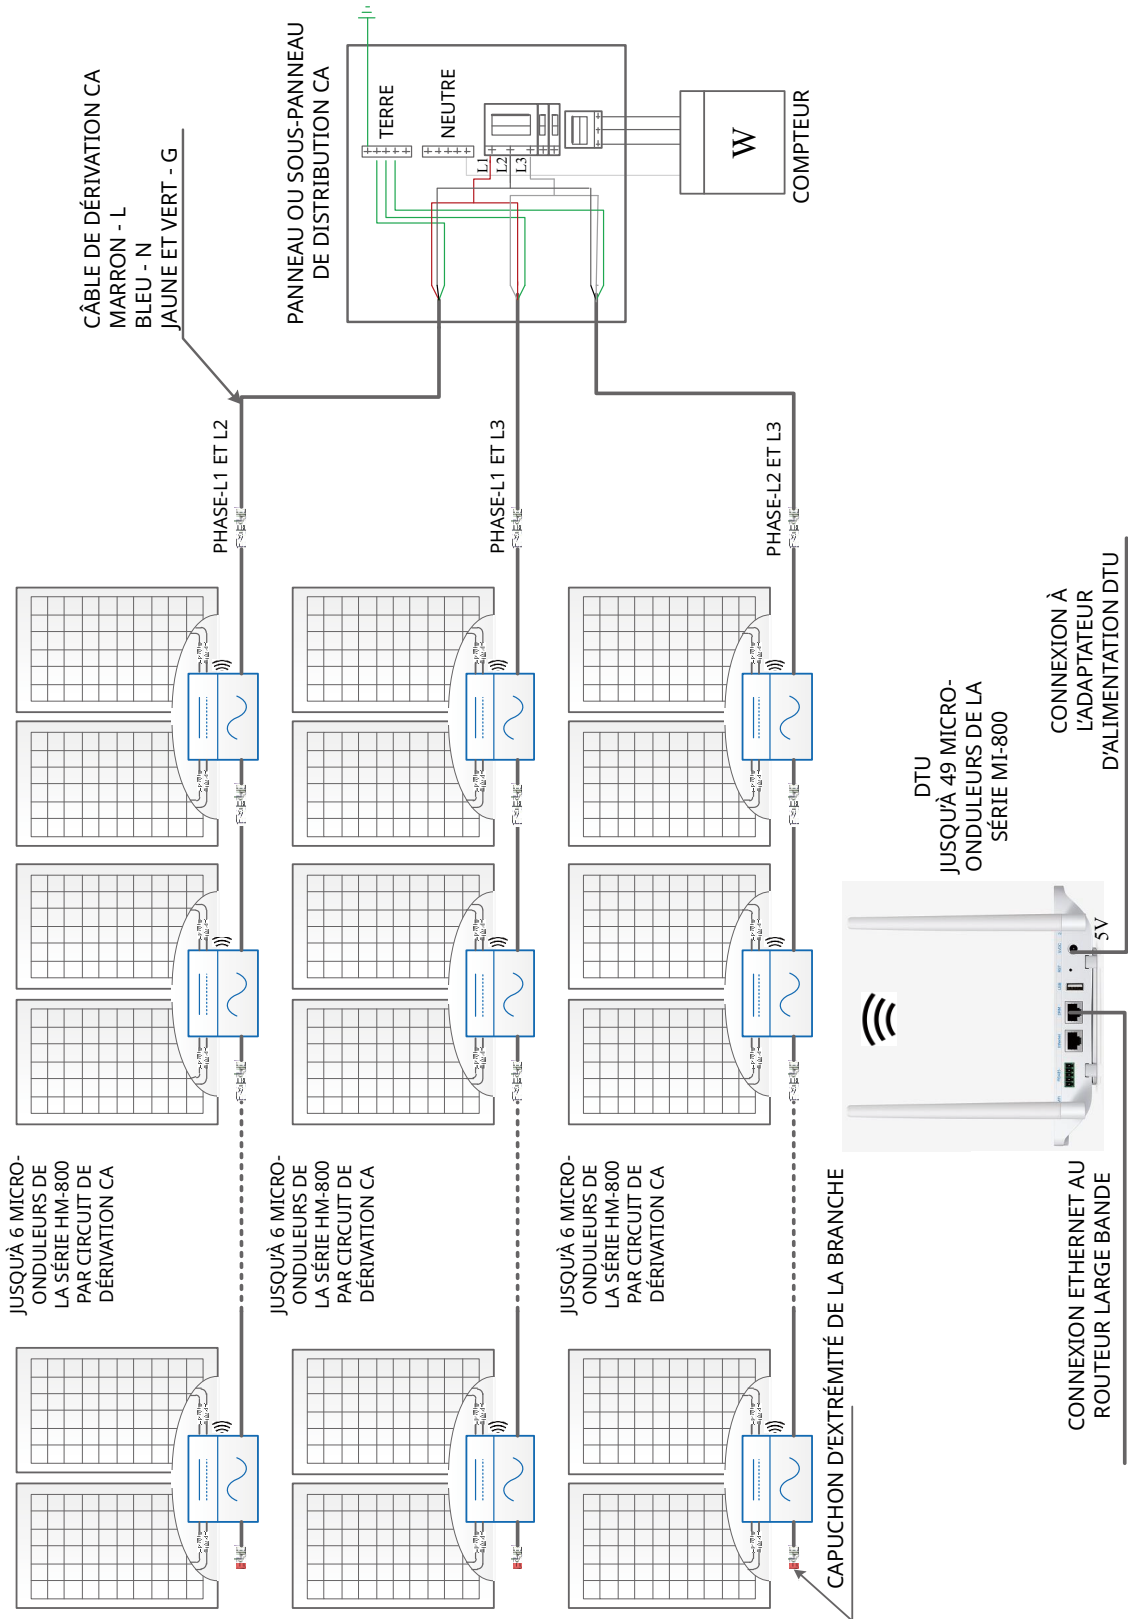 CÂBLE DE DÉRIVATION CA
MARRON - L
BLEU - N
JAUNE ET VERT - G
PANNEAU OU SOUS-PANNEAU
DE DISTRIBUTION CA
TERRE
NEUTRE
L1
L2
L3
W
COMPTEUR
PHASE-L1 ET L2
PHASE-L1 ET L3
PHASE-L2 ET L3
JUSQU'À 6 MICRO-
ONDULEURS DE
LA SÉRIE HM-800
PAR CIRCUIT DE
DÉRIVATION CA
JUSQU'À 6 MICRO-
ONDULEURS DE
LA SÉRIE HM-800
PAR CIRCUIT DE
DÉRIVATION CA
JUSQU'À 6 MICRO-
ONDULEURS DE
LA SÉRIE HM-800
PAR CIRCUIT DE
DÉRIVATION CA
CAPUCHON D'EXTRÉMITÉ DE LA BRANCHE
DTU
JUSQU'À 49 MICRO-
ONDULEURS DE LA
SÉRIE MI-800
5V
CONNEXION À
L'ADAPTATEUR
D'ALIMENTATION DTU
CONNEXION ETHERNET AU
ROUTEUR LARGE BANDE